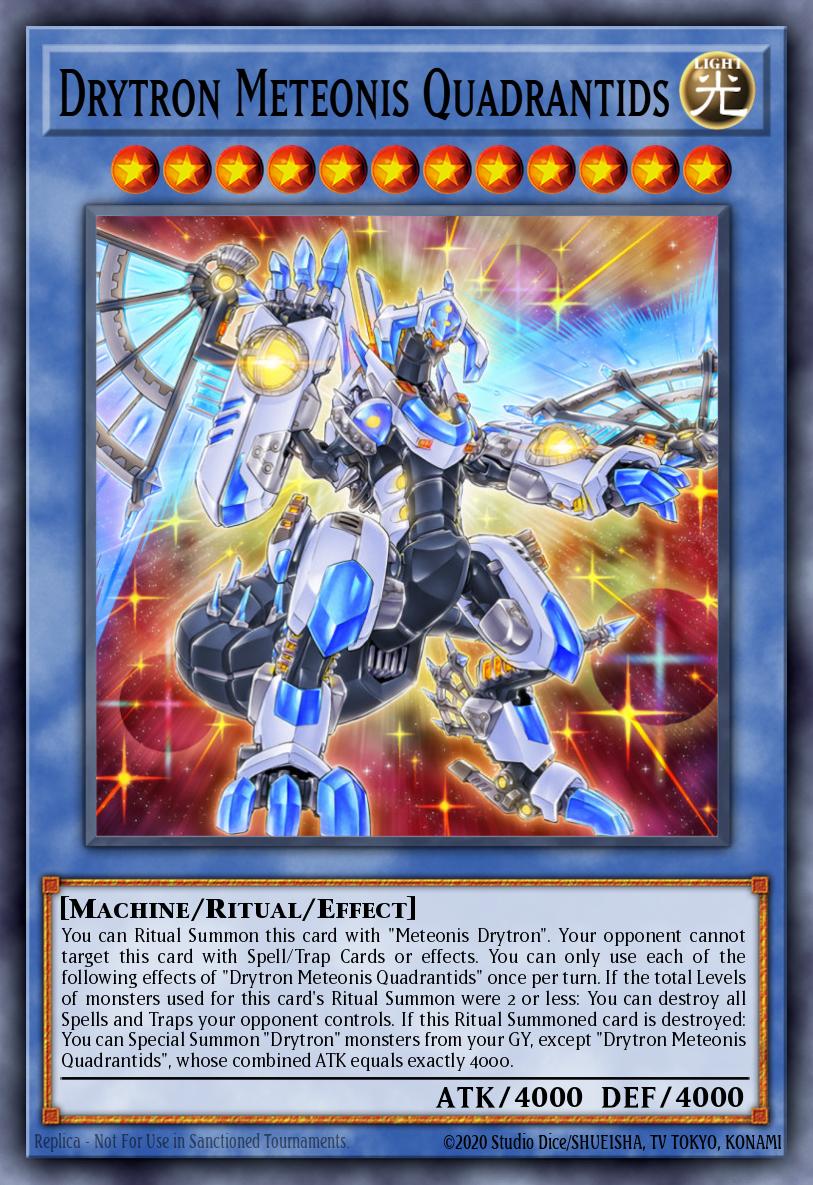 Drytron Meteonis Quadrantids
LIGHT
光
[Machine/Ritual/Effect]
You can Ritual Summon this card with "Meteonis Drytron". Your opponent cannot
target this card with Spell/Trap Cards or effects. You can only use each of the
following effects of "Drytron Meteonis Quadrantids" once per turn. If the total Levels
of monsters used for this card's Ritual Summon were 2 or less: You can destroy all
Spells and Traps your opponent controls. If this Ritual Summoned card is destroyed:
You can Special Summon "Drytron" monsters from your GY, except "Drytron Meteonis
Quadrantids", whose combined ATK equals exactly 4000.
ATK/4000 DEF/4000
Replica - Not For Use in Sanctioned Tournaments.
©2020 Studio Dice/SHUEISHA, TV TOKYO, KONAMI